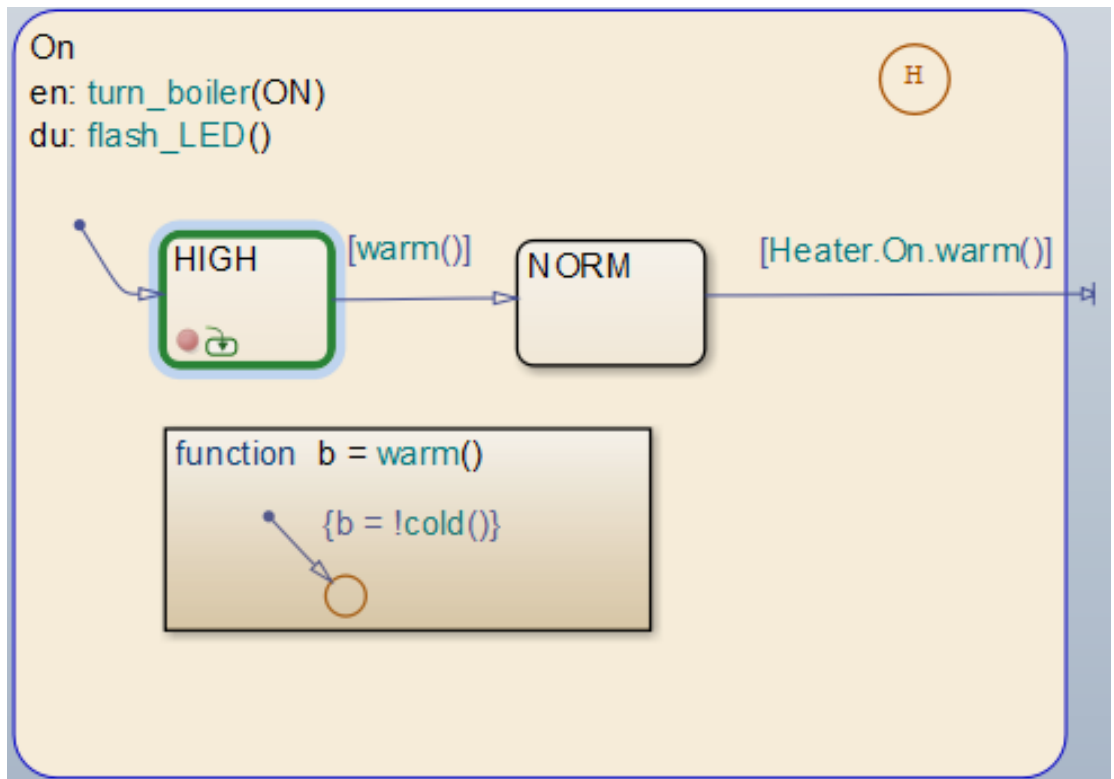 On
H
en: turn_boiler(ON)
du: flash_LED()
HIGH
[warm()]
NORM
[Heater.On.warm()]
function b = warm()
{b = !cold()}